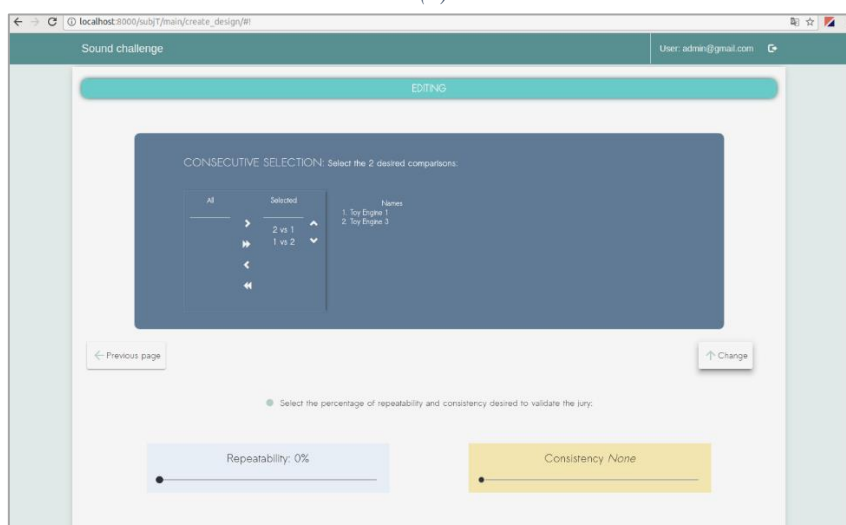 localhost:8000/subjT/main/create_design/#!
Sound challenge
User: admin@gmail.com
EDITING
CONSECUTIVE SELECTION: Select the 2 desired comparisons:
All
Selected
2 vs 1
1 vs 2
Names
1. Toy Engine 1
2. Toy Engine 3
Previous page
Change
Select the percentage of repeatability and consistency desired to validate the jury:
Repeatability: 0%
Consistency None